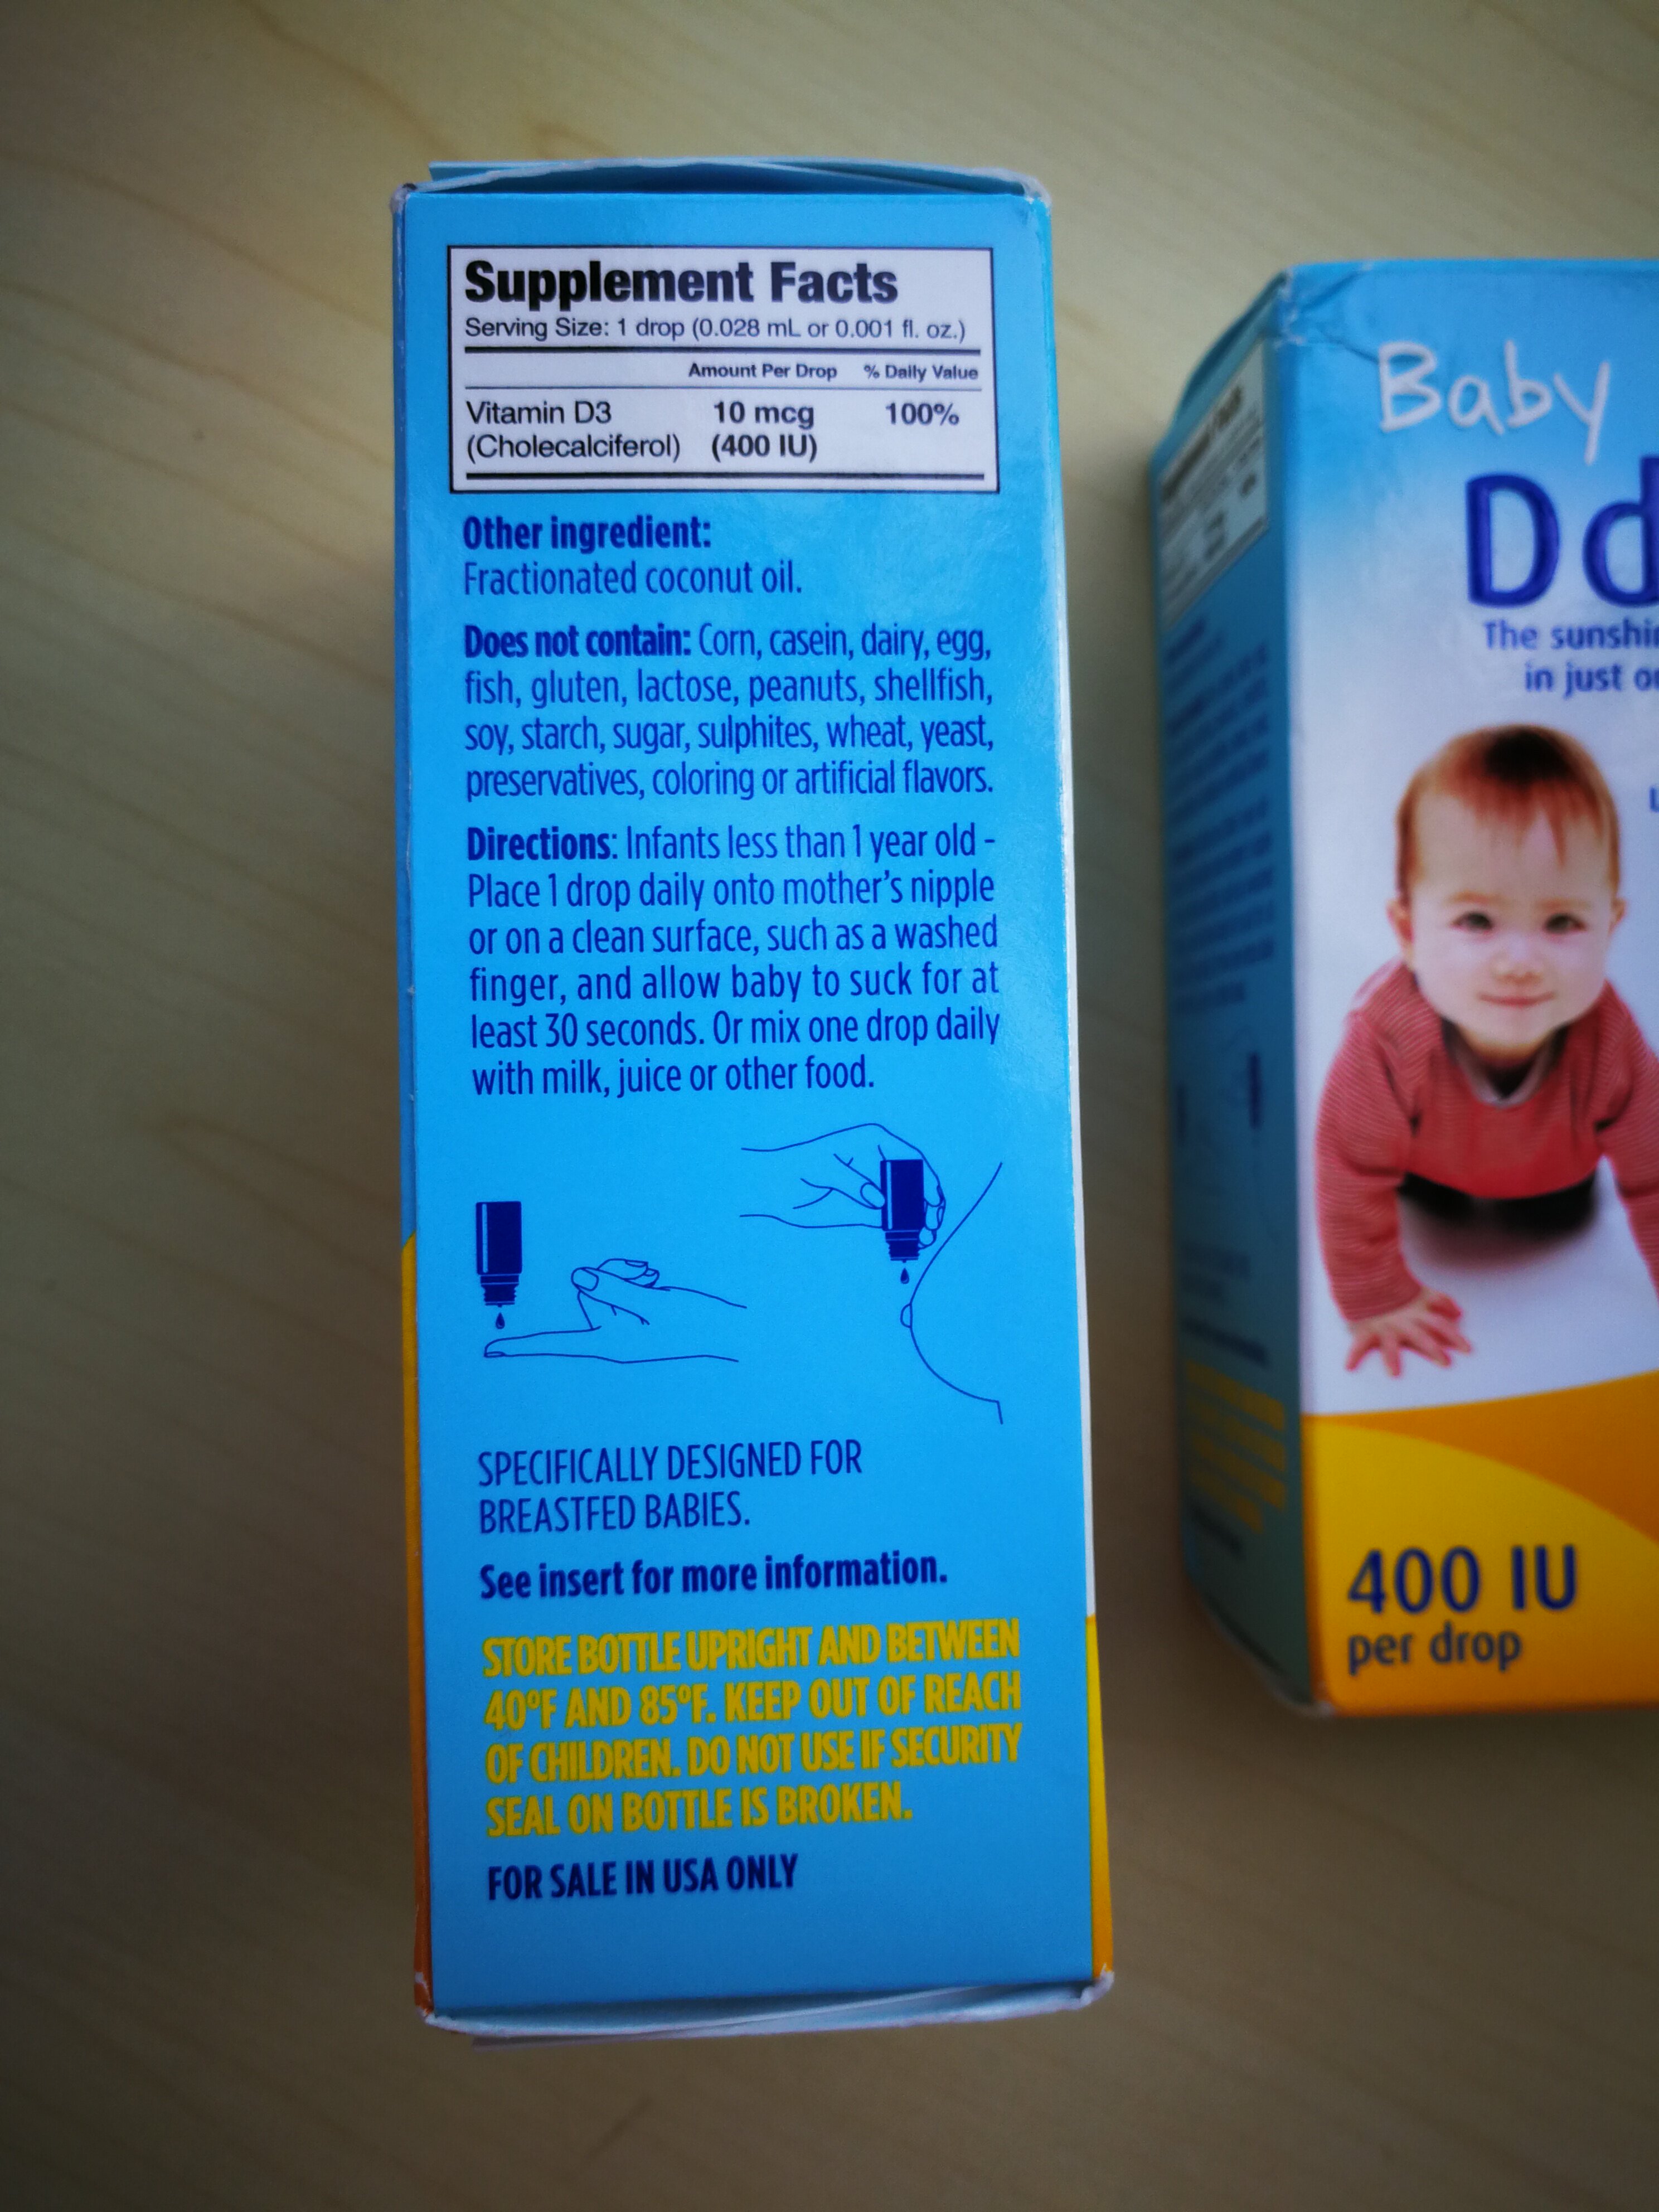 Supplement Facts
Serving Size: 1 drop (0.028 mL or 0.001 fl. oz.)
Amount Per Drop % Daily Value
Vitamin D3 10 mcg 100%
(Cholecalciferol) (400 IU)
Other ingredient:
Fractionated coconut oil.
Does not contain: Corn, casein, dairy, egg,
fish, gluten, lactose, peanuts, shellfish,
soy, starch, sugar, sulphites, wheat, yeast,
preservatives, coloring or artificial flavors.
Directions: Infants less than 1 year old -
Place 1 drop daily onto mother's nipple
or on a clean surface, such as a washed
finger, and allow baby to suck for at
least 30 seconds. Or mix one drop daily
with milk, juice or other food.
SPECIFICALLY DESIGNED FOR
BREASTFED BABIES.
See insert for more information.
STORE BOTTLE UPRIGHT AND BETWEEN
40°F AND 85°F. KEEP OUT OF REACH
OF CHILDREN. DO NOT USE IF SECURITY
SEAL ON BOTTLE IS BROKEN.
FOR SALE IN USA ONLY
Baby
D d
The sunshi
in just o
400 IU
per drop